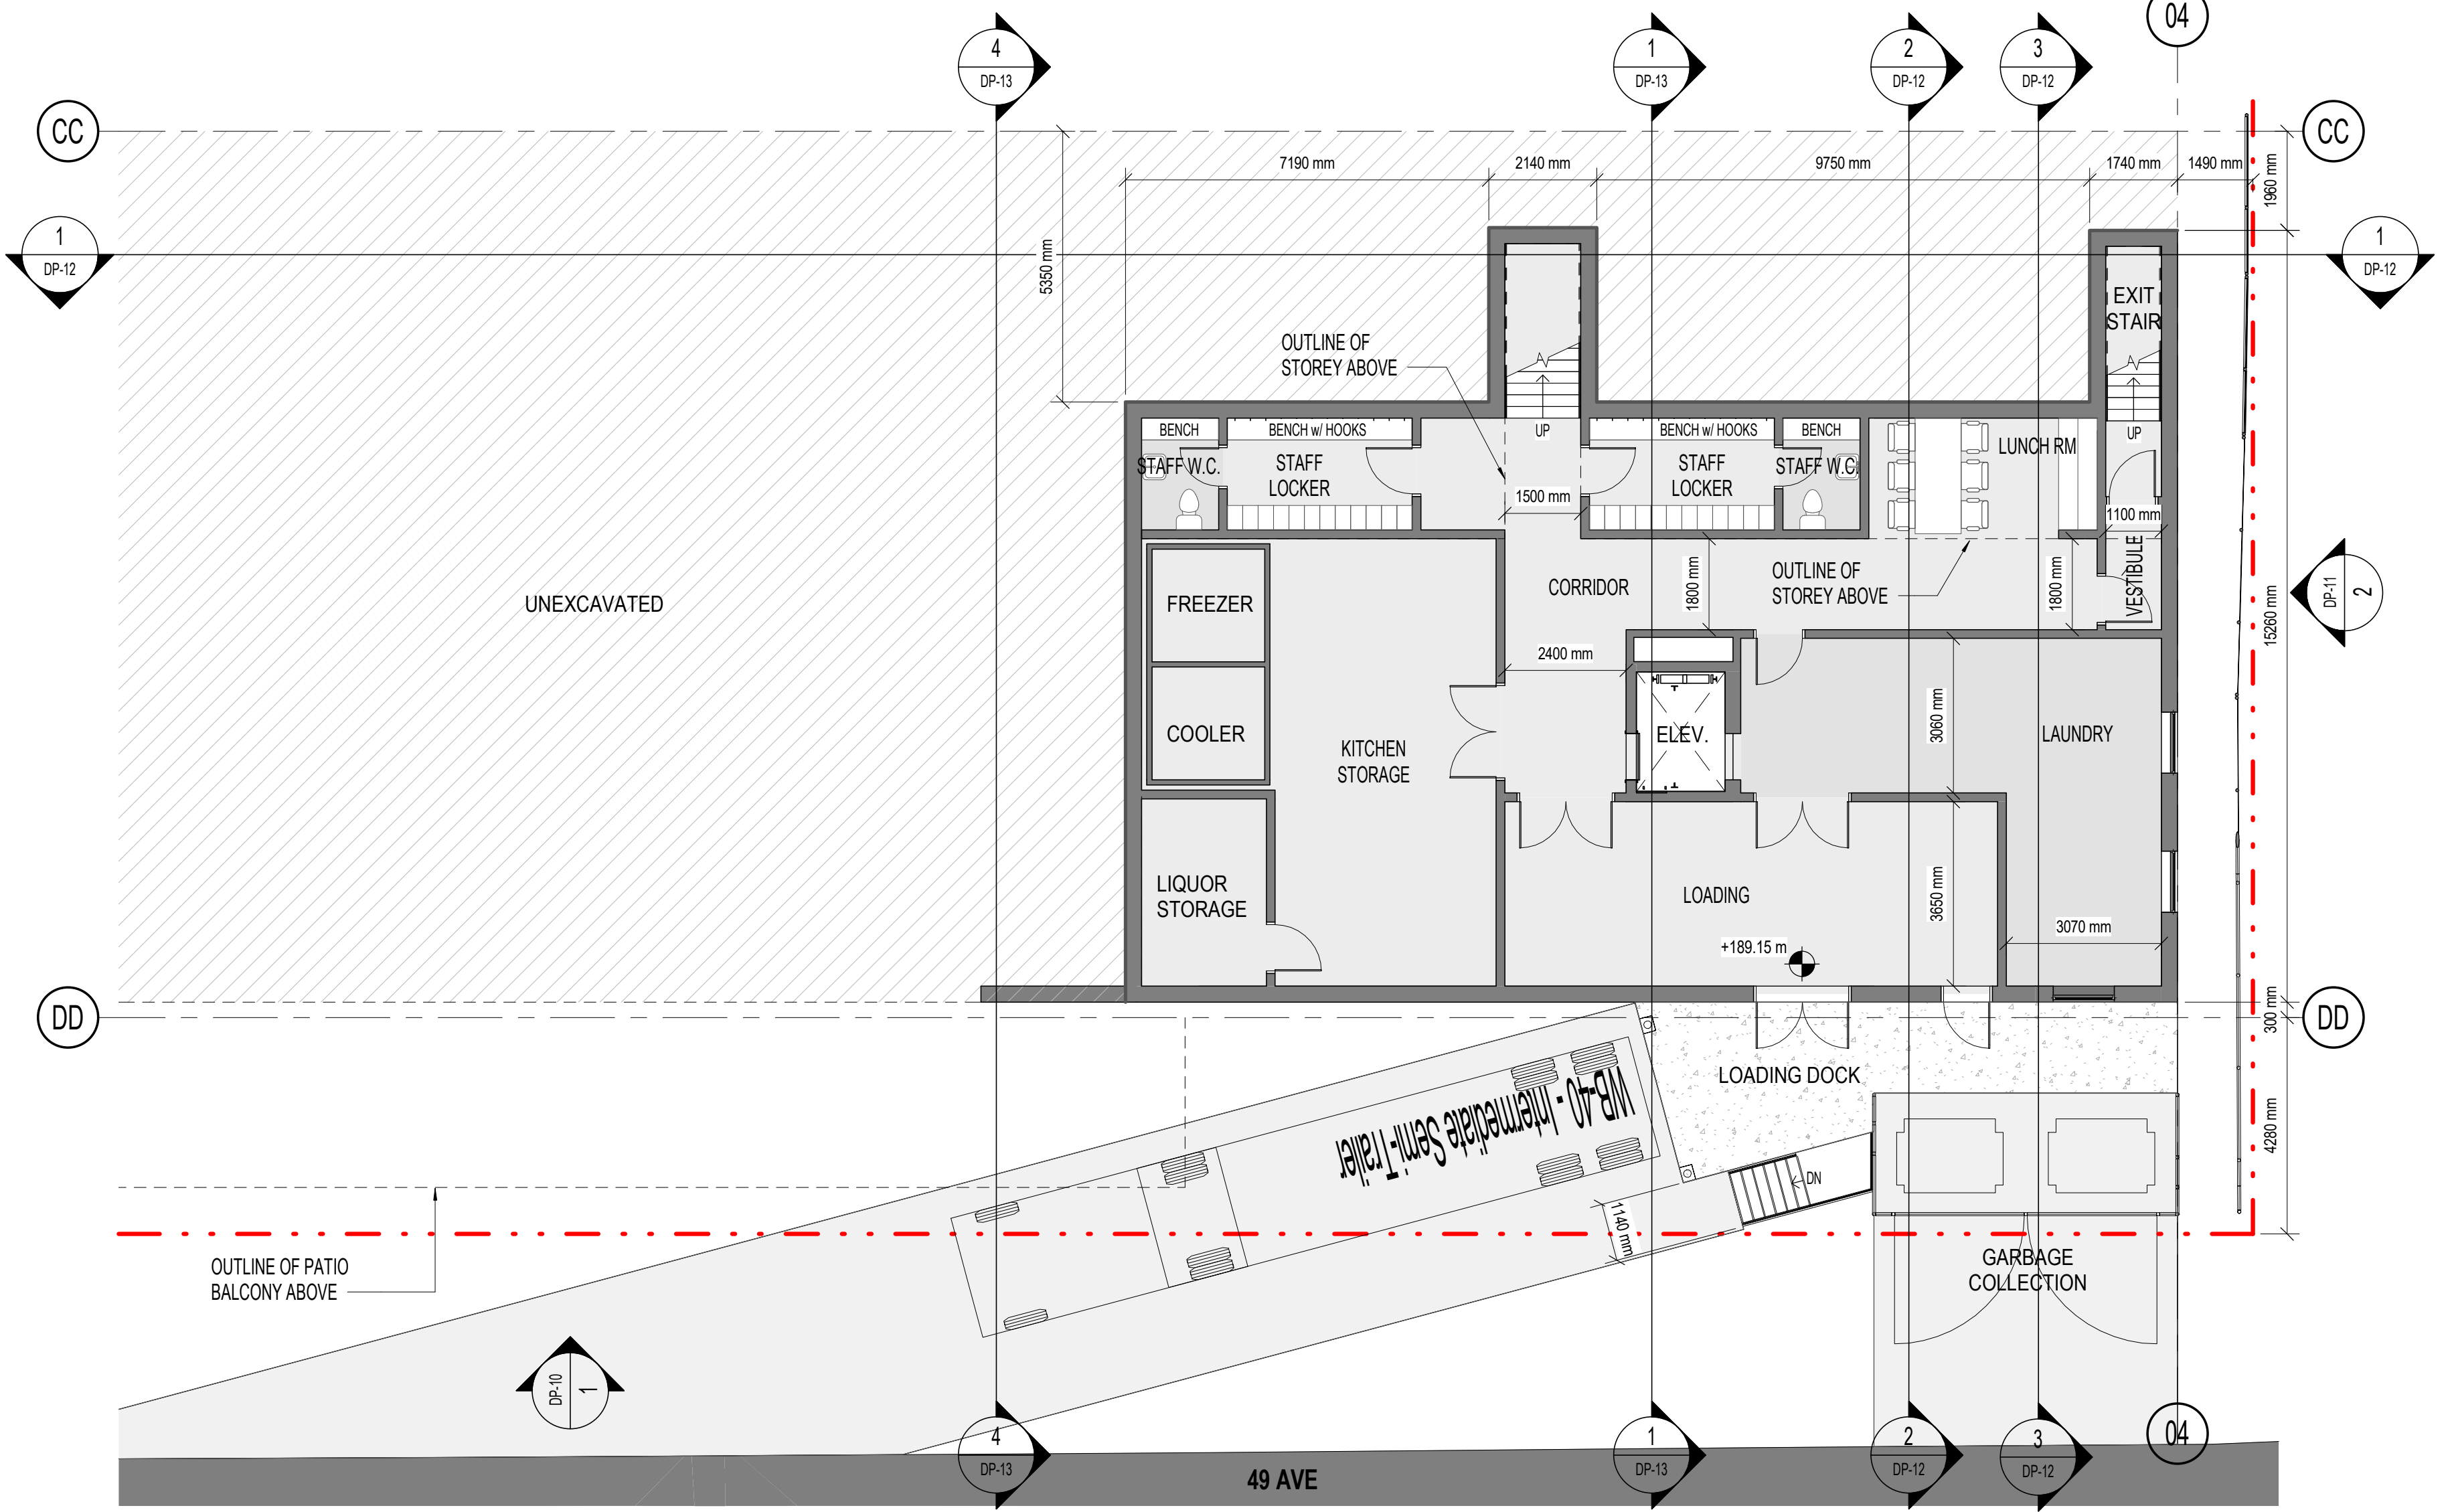 04
4
DP-13
1
DP-13
2
DP-12
3
DP-12
CC
CC
7190 mm
2140 mm
9750 mm
1740 mm
1490 mm
1960 mm
1
DP-12
1
DP-12
5350 mm
EXIT
STAIR
OUTLINE OF
STOREY ABOVE
BENCH
BENCH w/ HOOKS
UP
BENCH w/ HOOKS
BENCH
UP
LUNCH RM
STAFF W.C.
STAFF
LOCKER
STAFF
LOCKER
STAFF W.C.
1500 mm
1100 mm
UNEXCAVATED
FREEZER
CORRIDOR
1800 mm
OUTLINE OF
STOREY ABOVE
1800 mm
VESTIBULE
15260 mm
DP-11
2
2400 mm
COOLER
KITCHEN
STORAGE
ELEV.
3060 mm
LAUNDRY
LIQUOR
STORAGE
LOADING
3650 mm
3070 mm
+189.15 m
DD
DD
300 mm
LOADING DOCK
WB-40 - Intermediate Semi-Trailer
4280 mm
DN
1140 mm
OUTLINE OF PATIO
BALCONY ABOVE
GARBAGE
COLLECTION
DP-10
1
4
DP-13
1
DP-13
2
DP-12
3
DP-12
04
49 AVE